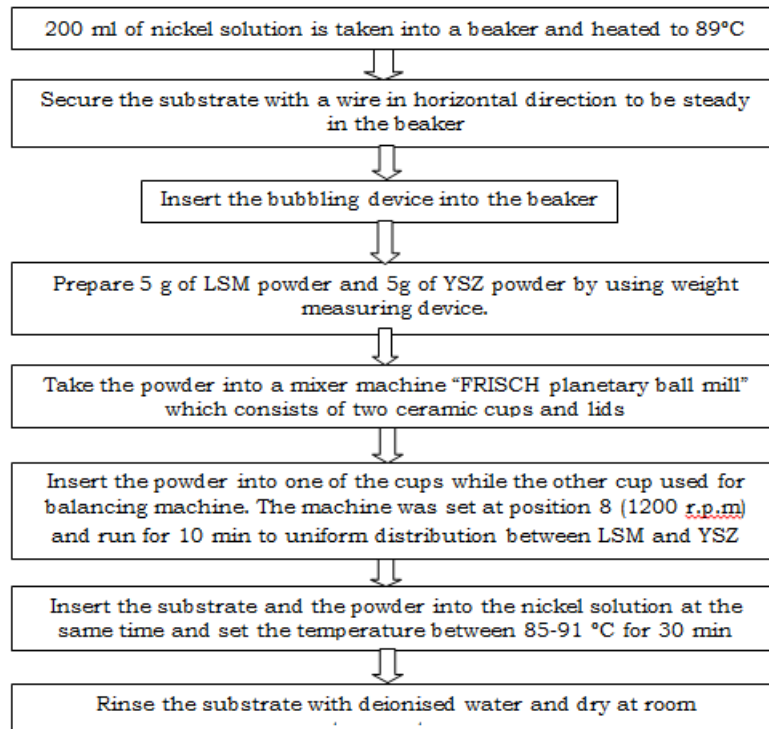 200 ml of nickel solution is taken into a beaker and heated to 89°C
Secure the substrate with a wire in horizontal direction to be steady
in the beaker
Insert the bubbling device into the beaker
Prepare 5 g of LSM powder and 5g of YSZ powder by using weight
measuring device.
Take the powder into a mixer machine “FRISCH planetary ball mill”
which consists of two ceramic cups and lids
Insert the powder into one of the cups while the other cup used for
balancing machine. The machine was set at position 8 (1200 r.p.m)
and run for 10 min to uniform distribution between LSM and YSZ
Insert the substrate and the powder into the nickel solution at the
same time and set the temperature between 85-91 °C for 30 min
Rinse the substrate with deionised water and dry at room